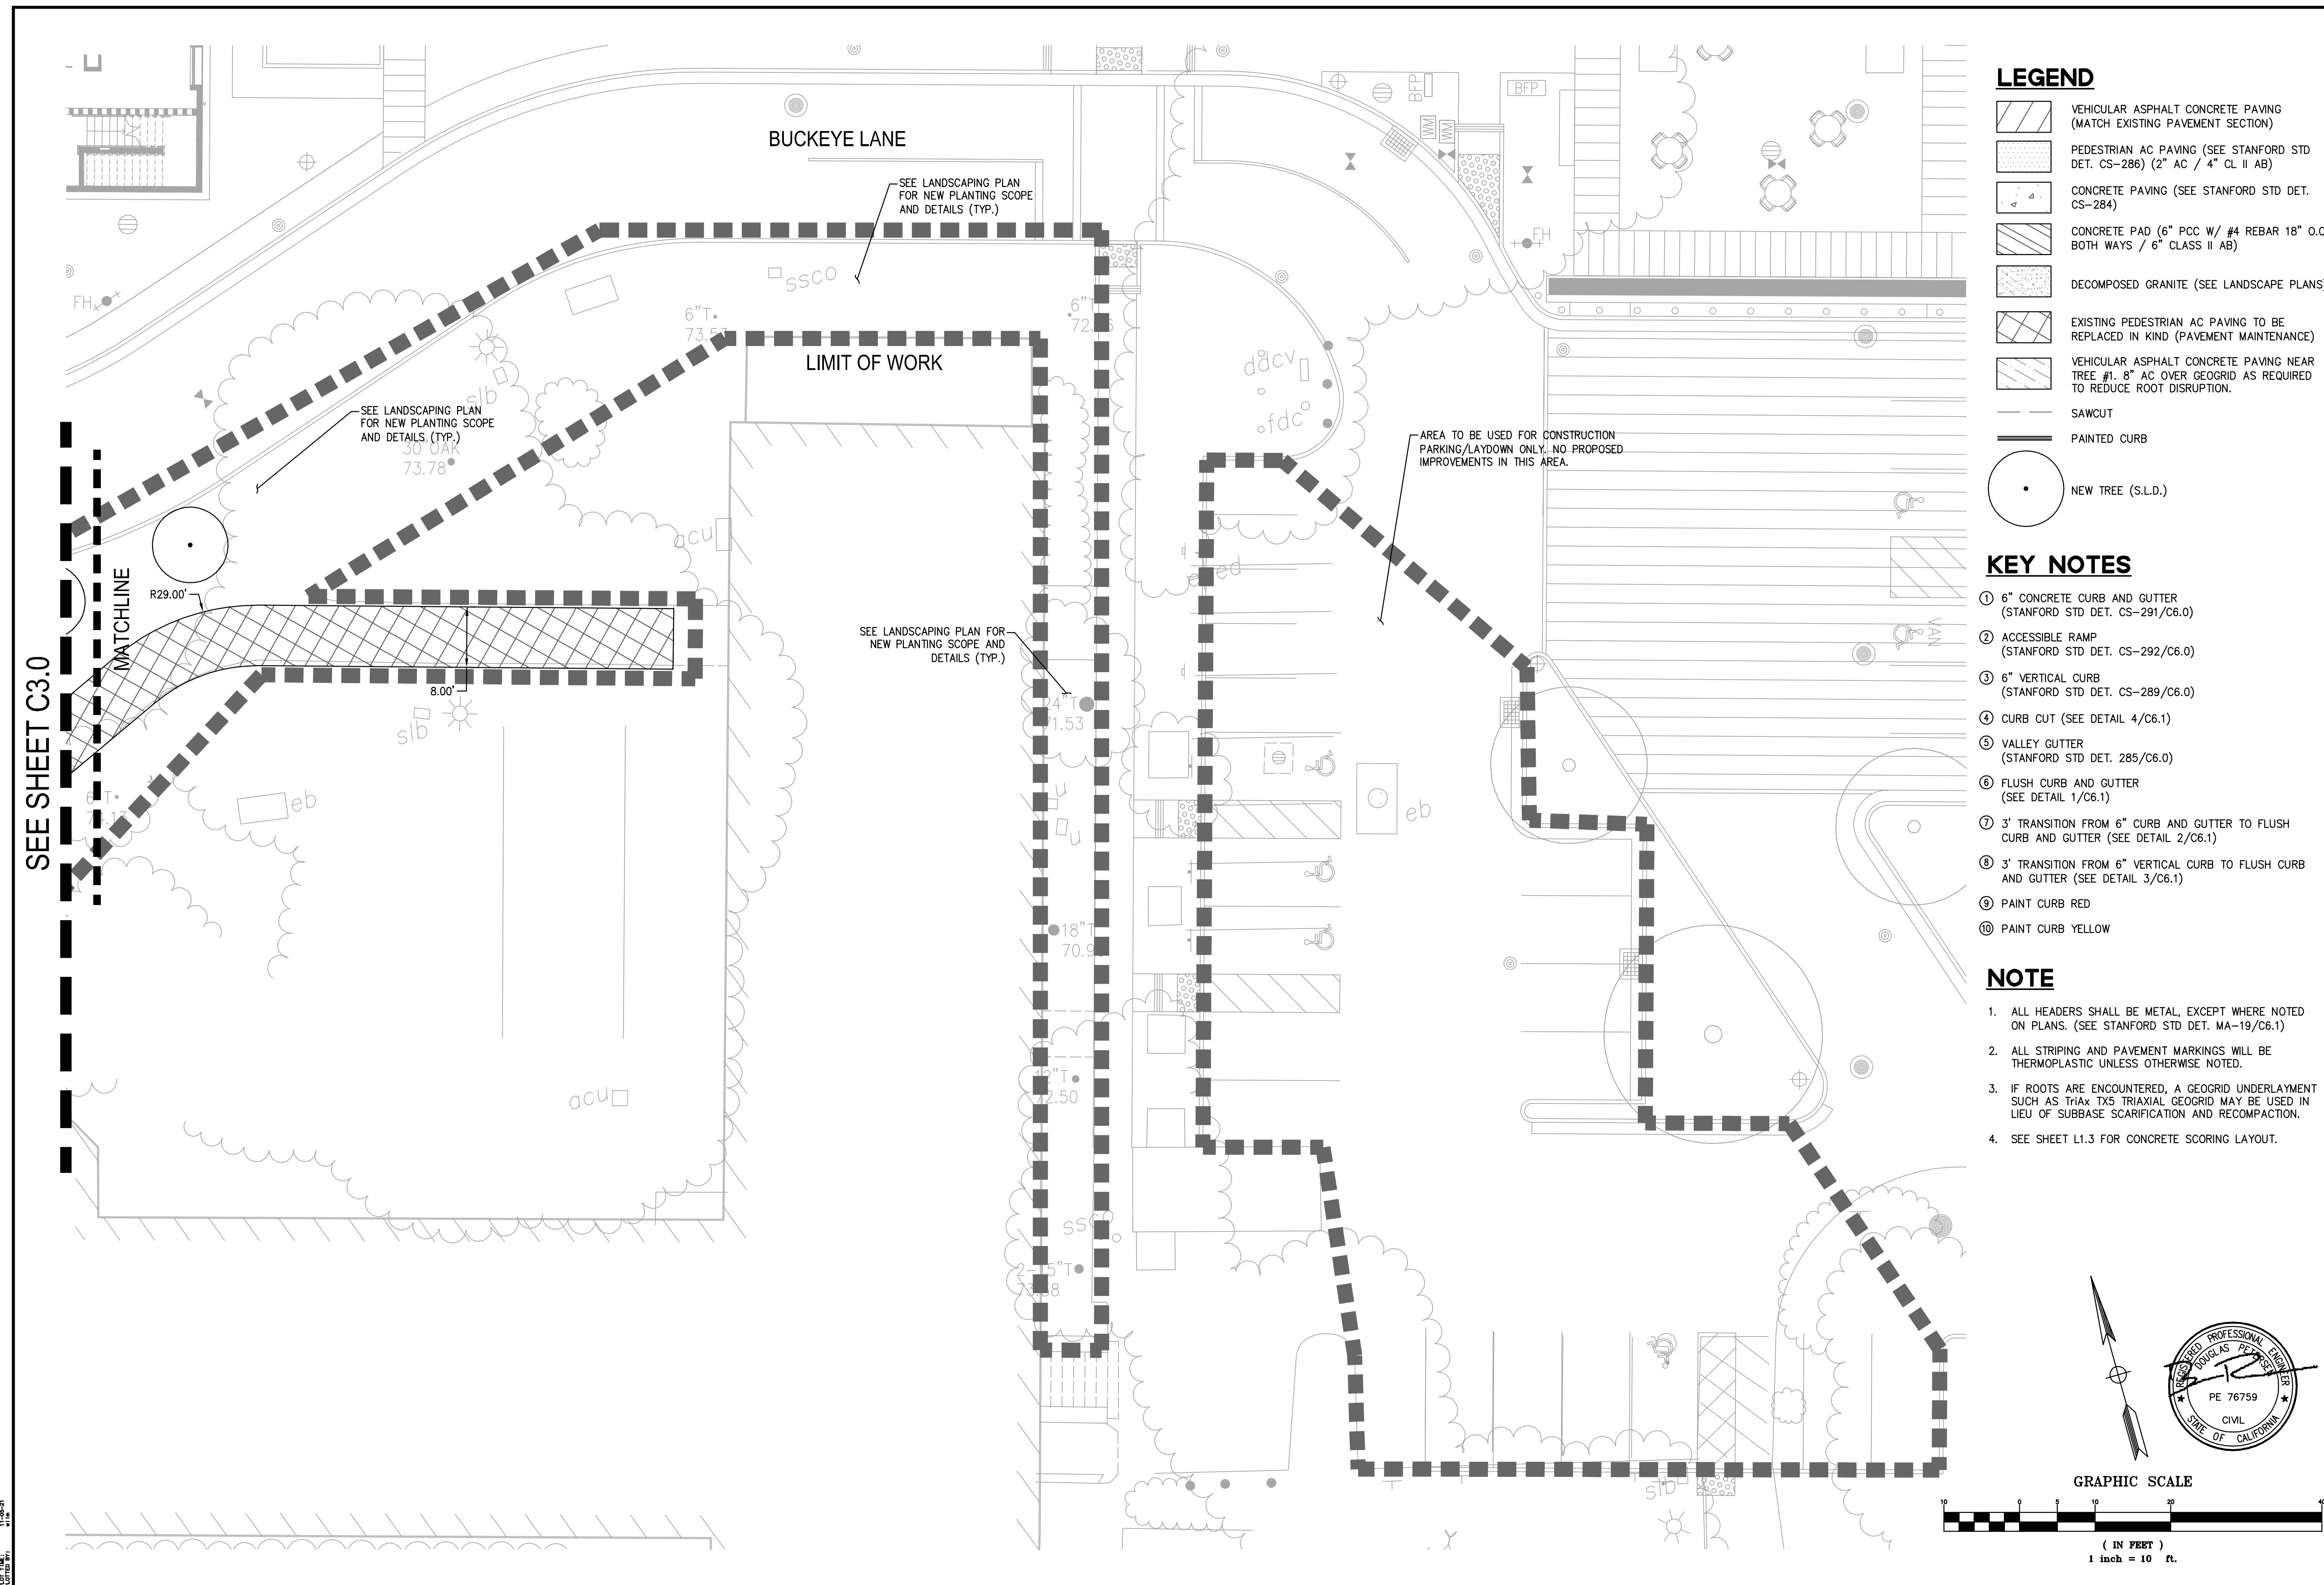 BUCKEYE LANE
SEE LANDSCAPING PLAN
FOR NEW PLANTING SCOPE
AND DETAILS (TYP.)
BFP
BFP
WM
WM
FH
FH
ssco
6"T
73.57
6"T
LIMIT OF WORK
slb
SEE LANDSCAPING PLAN
FOR NEW PLANTING SCOPE
AND DETAILS (TYP.)
30"OAK
73.78
dacv
fdc
AREA TO BE USED FOR CONSTRUCTION
PARKING/LAYDOWN ONLY. NO PROPOSED
IMPROVEMENTS IN THIS AREA.
acu
R29.00'
MATCHLINE
SEE SHEET C3.0
8.00'
SEE LANDSCAPING PLAN FOR
NEW PLANTING SCOPE AND
DETAILS (TYP.)
VAN
24"T
71.53
slb
eb
u
u
eb
18"T
12"T
72.50
acu
slb
LEGEND
VEHICULAR ASPHALT CONCRETE PAVING
(MATCH EXISTING PAVEMENT SECTION)
PEDESTRIAN AC PAVING (SEE STANFORD STD
DET. CS-286) (2" AC / 4" CL II AB)
CONCRETE PAVING (SEE STANFORD STD DET.
CS-284)
CONCRETE PAD (6" PCC W/ #4 REBAR 18" O.C
BOTH WAYS / 6" CLASS II AB)
DECOMPOSED GRANITE (SEE LANDSCAPE PLANS)
EXISTING PEDESTRIAN AC PAVING TO BE
REPLACED IN KIND (PAVEMENT MAINTENANCE)
VEHICULAR ASPHALT CONCRETE PAVING NEAR
TREE #1. 8" AC OVER GEOGRID AS REQUIRED
TO REDUCE ROOT DISRUPTION.
SAWCUT
PAINTED CURB
NEW TREE (S.L.D.)
KEY NOTES
1 6" CONCRETE CURB AND GUTTER
(STANFORD STD DET. CS-291/C6.0)
2 ACCESSIBLE RAMP
(STANFORD STD DET. CS-292/C6.0)
3 6" VERTICAL CURB
(STANFORD STD DET. CS-289/C6.0)
4 CURB CUT (SEE DETAIL 4/C6.1)
5 VALLEY GUTTER
(STANFORD STD DET. 285/C6.0)
6 FLUSH CURB AND GUTTER
(SEE DETAIL 1/C6.1)
7 3' TRANSITION FROM 6" CURB AND GUTTER TO FLUSH
CURB AND GUTTER (SEE DETAIL 2/C6.1)
8 3' TRANSITION FROM 6" VERTICAL CURB TO FLUSH CURB
AND GUTTER (SEE DETAIL 3/C6.1)
9 PAINT CURB RED
10 PAINT CURB YELLOW
NOTE
1. ALL HEADERS SHALL BE METAL, EXCEPT WHERE NOTED
ON PLANS. (SEE STANFORD STD DET. MA-19/C6.1)
2. ALL STRIPING AND PAVEMENT MARKINGS WILL BE
THERMOPLASTIC UNLESS OTHERWISE NOTED.
3. IF ROOTS ARE ENCOUNTERED, A GEOGRID UNDERLAYMENT
SUCH AS TriAx TX5 TRIAXIAL GEOGRID MAY BE USED IN
LIEU OF SUBBASE SCARIFICATION AND RECOMPACTION.
4. SEE SHEET L1.3 FOR CONCRETE SCORING LAYOUT.
REGISTERED PROFESSIONAL ENGINEER
DOUGLAS PETERSEN
PE 76759
CIVIL
STATE OF CALIFORNIA
GRAPHIC SCALE
10 0 5 10 20 40
( IN FEET )
1 inch = 10 ft.
11-05-21